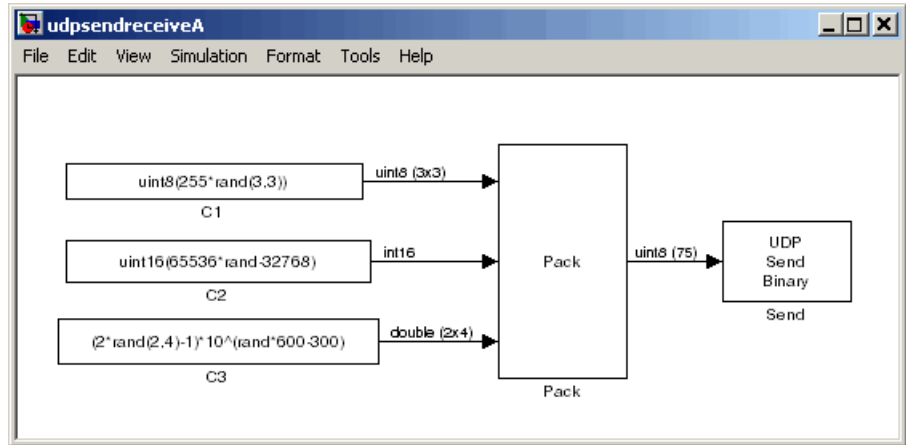 udpsendreceiveA
File Edit View Simulation Format Tools Help
uint8(255*rand(3,3))
uint8 (3x3)
C1
uint16(65536*rand-32768)
int16
C2
(2*rand(2,4)-1)*10^(rand*600-300)
double (2x4)
C3
Pack
Pack
uint8 (75)
UDP
Send
Binary
Send